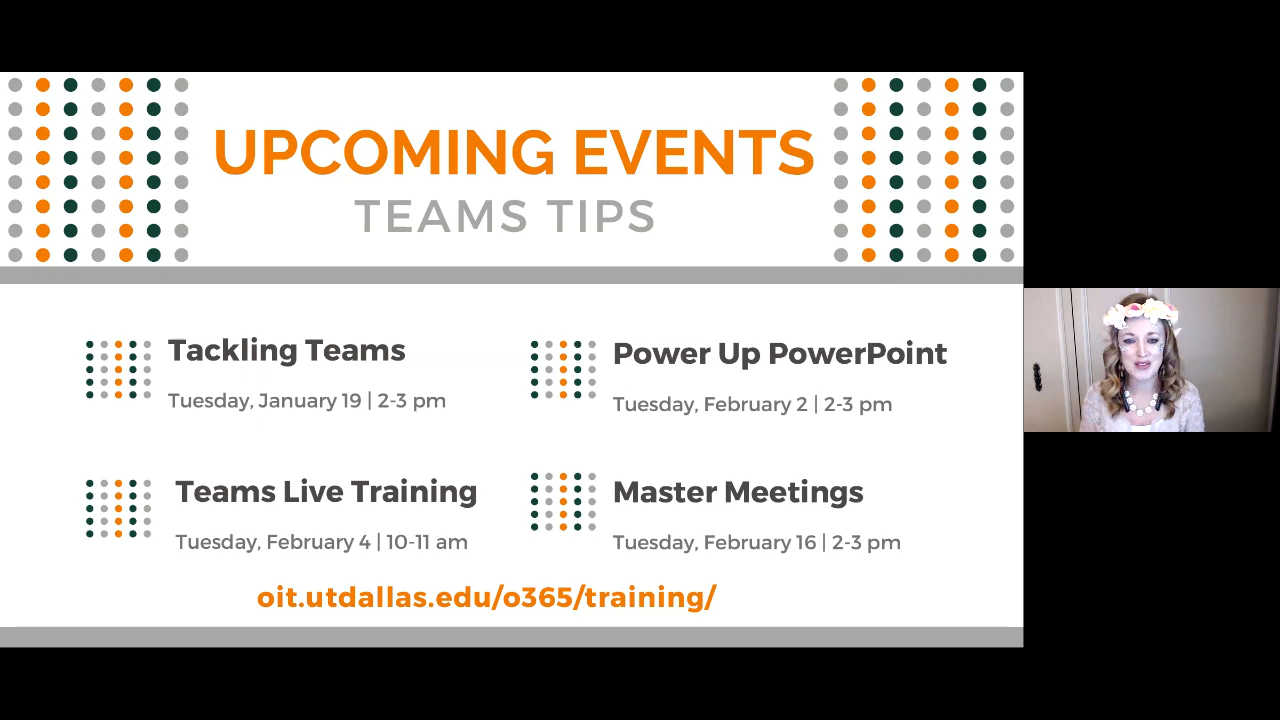 UPCOMING EVENTS
TEAMS TIPS
Tackling Teams
Tuesday, January 19 | 2-3 pm
Power Up PowerPoint
Tuesday, February 2 | 2-3 pm
Teams Live Training
Tuesday, February 4 | 10-11 am
Master Meetings
Tuesday, February 16 | 2-3 pm
oit.utdallas.edu/o365/training/